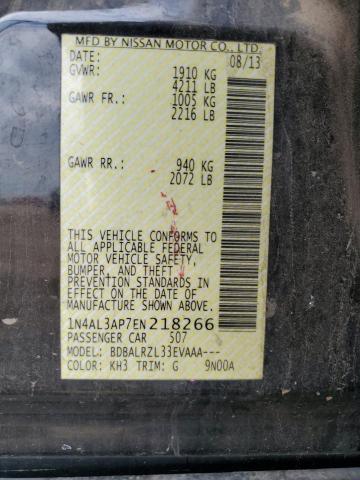 MFD BY NISSAN MOTOR CO., LTD.
DATE: 08/13
GVWR: 1910 KG
4211 LB
GAWR FR.: 1005 KG
2216 LB
GAWR RR.: 940 KG
2072 LB
THIS VEHICLE CONFORMS TO
ALL APPLICABLE FEDERAL
MOTOR VEHICLE SAFETY,
BUMPER, AND THEFT
PREVENTION STANDARDS
IN EFFECT ON THE DATE OF
MANUFACTURE SHOWN ABOVE.
1N4AL3AP7EN218266
PASSENGER CAR 507
MODEL: BDBALRZL33EVAAA---
COLOR: KH3 TRIM: G 9N00A